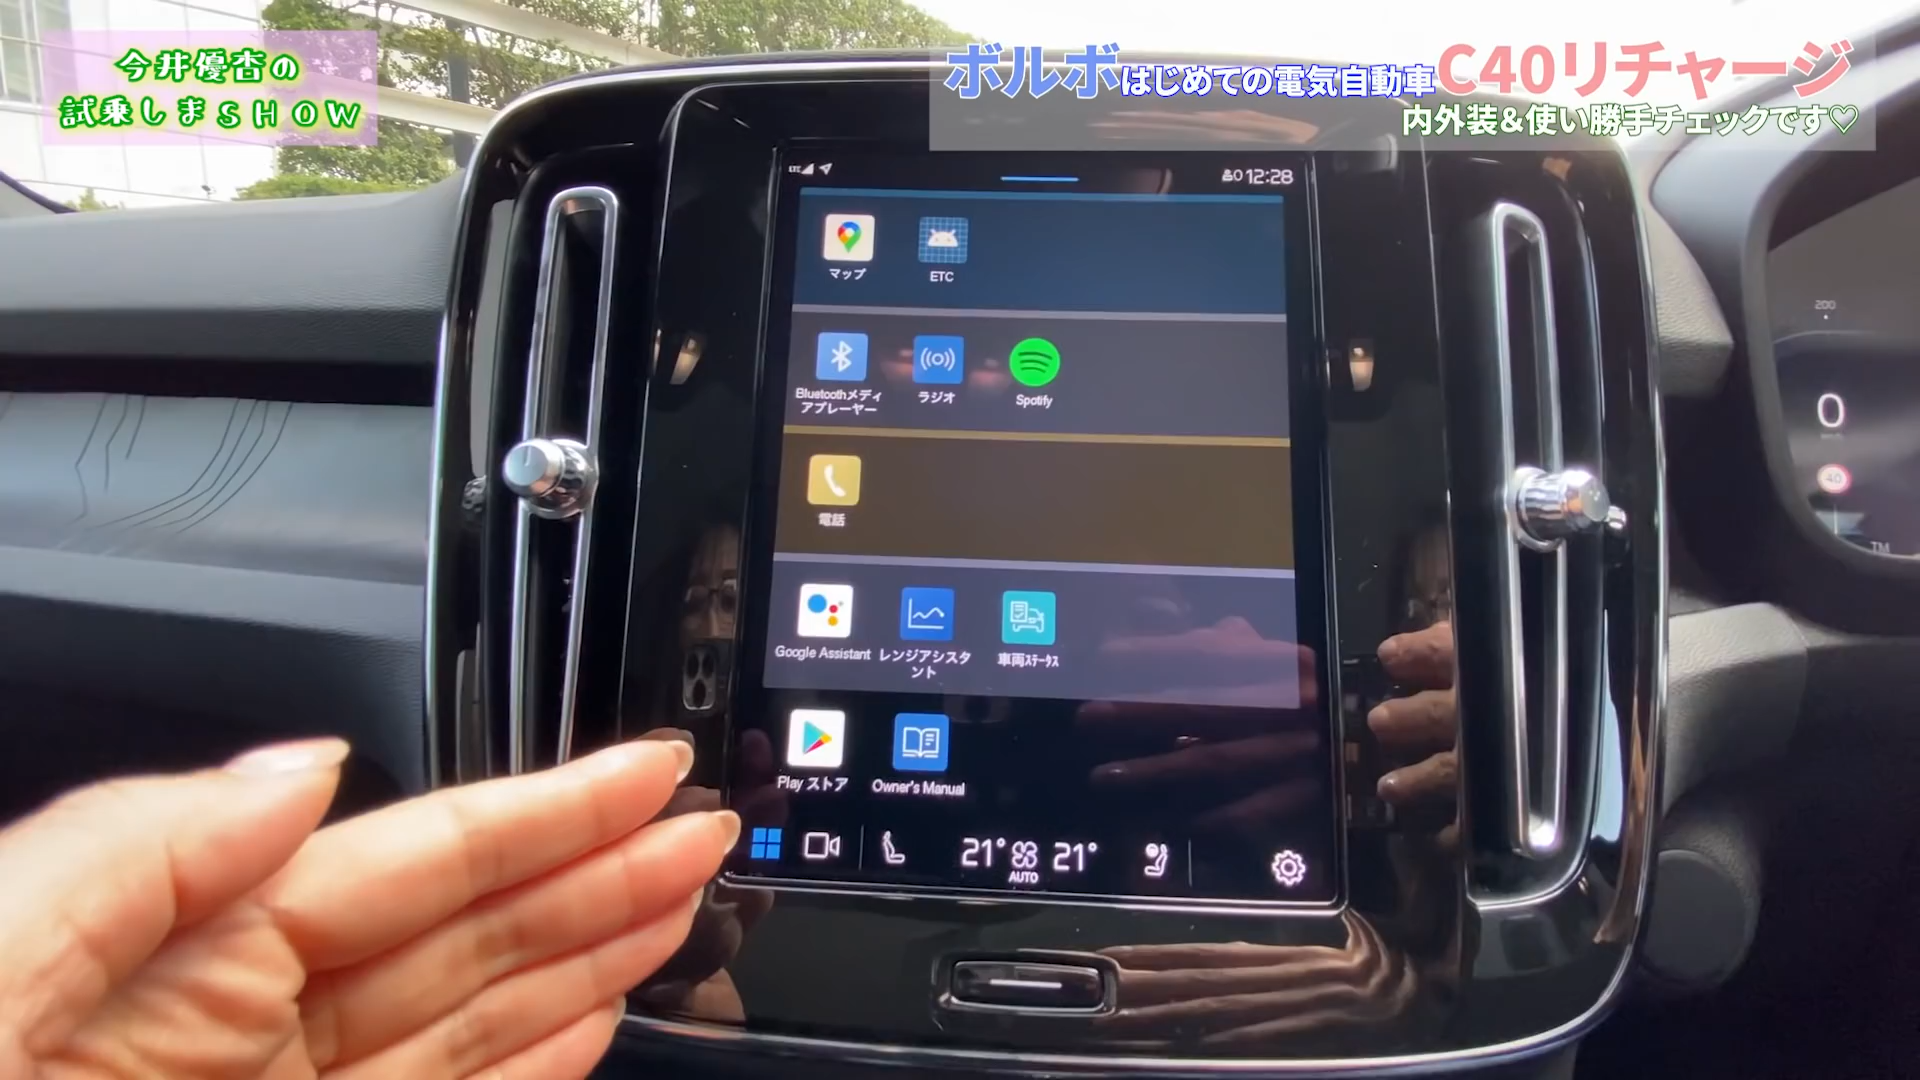 今井優杏の
試乗しまSHOW
ボルボはじめての電気自動車C40リチャージ
内外装&使い勝手チェックです♡
LTE
12:28
マップ
ETC
Bluetoothメディ
アプレーヤー
ラジオ
Spotify
電話
Google Assistant
レンジアシスタ
ント
車両ステータス
Play ストア
Owner's Manual
21°
AUTO
21°
200
0
40
TM